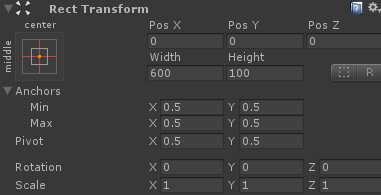 Rect Transform
center
middle
Pos X Pos Y Pos Z
0 0 0
Width Height
600 100
R
Anchors
Min X 0.5 Y 0.5
Max X 0.5 Y 0.5
Pivot X 0.5 Y 0.5
Rotation X 0 Y 0 Z 0
Scale X 1 Y 1 Z 1